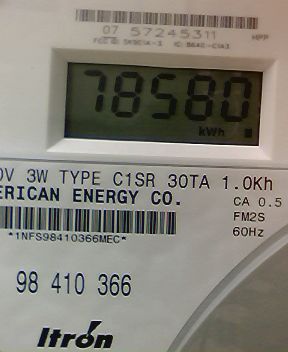 07 57245311
HPP
78580
kWh
0V 3W TYPE C1SR 30TA 1.0Kh
ERICAN ENERGY CO.
CA 0.5
FM2S
60Hz
*1NFS98410366MEC*
98 410 366
Itron